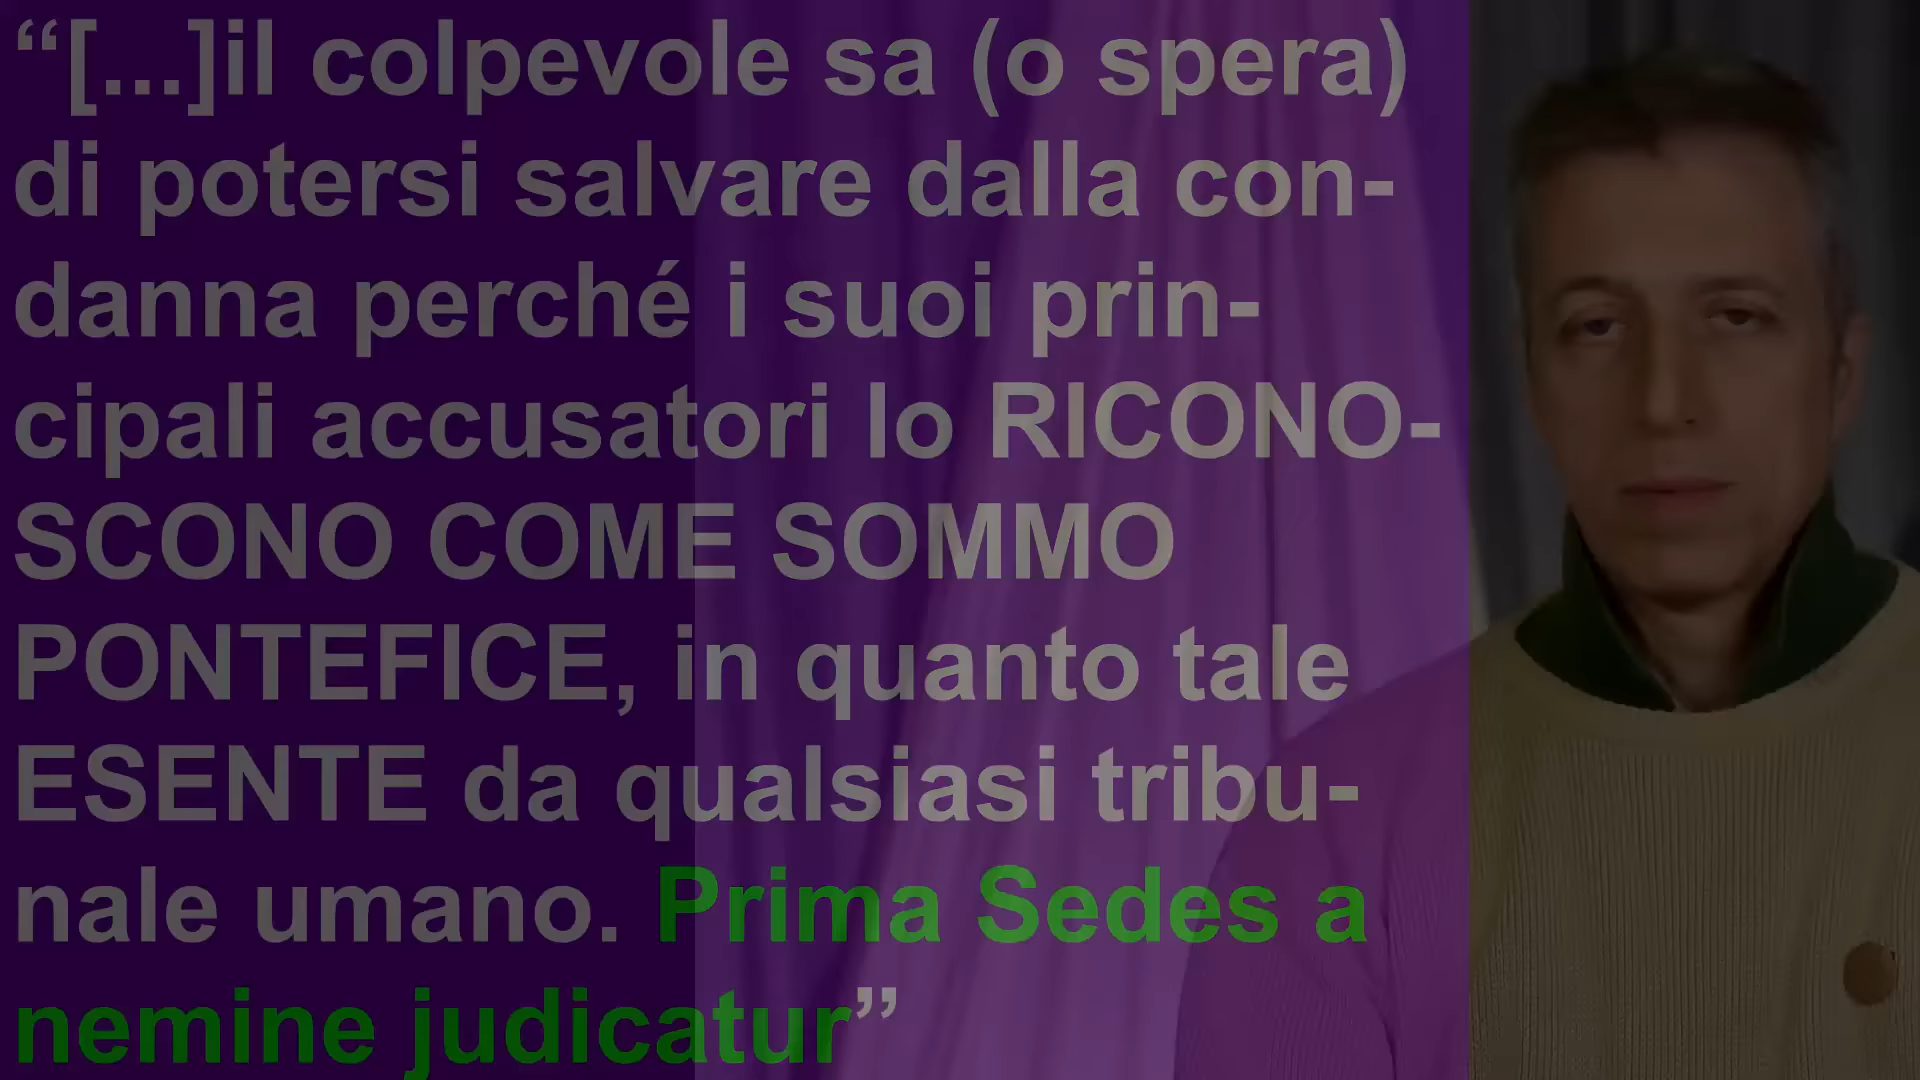 “[...]il colpevole sa (o spera)
di potersi salvare dalla con-
danna perché i suoi prin-
cipali accusatori lo RICONO-
SCONO COME SOMMO
PONTEFICE, in quanto tale
ESENTE da qualsiasi tribu-
nale umano. Prima Sedes a
nemine judicatur”